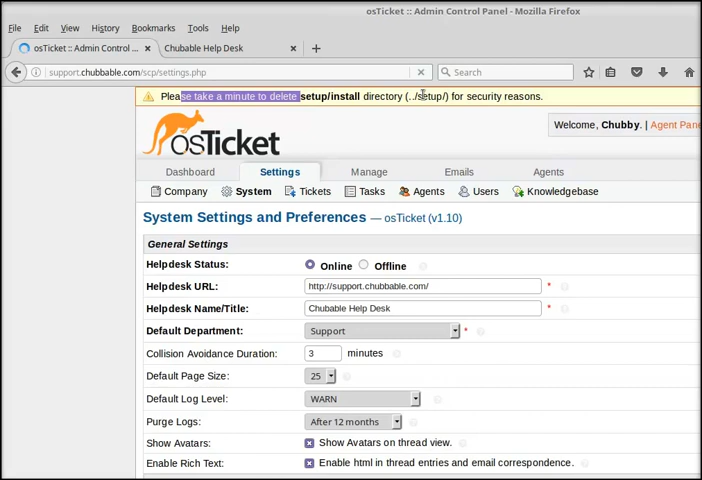 osTicket :: Admin Control Panel - Mozilla Firefox
File Edit View History Bookmarks Tools Help
osTicket :: Admin Control ... × Chubbable Help Desk × +
support.chubbable.com/scp/settings.php Search
Please take a minute to delete setup/install directory (../setup/) for security reasons.
osTicket
Welcome, Chubby. | Agent Pane
Dashboard Settings Manage Emails Agents
Company System Tickets Tasks Agents Users Knowledgebase
System Settings and Preferences — osTicket (v1.10)
General Settings
Helpdesk Status: Online Offline
Helpdesk URL: http://support.chubbable.com/ *
Helpdesk Name/Title: Chubable Help Desk *
Default Department: Support *
Collision Avoidance Duration: 3 minutes
Default Page Size: 25
Default Log Level: WARN
Purge Logs: After 12 months
Show Avatars: Show Avatars on thread view.
Enable Rich Text: Enable html in thread entries and email correspondence.